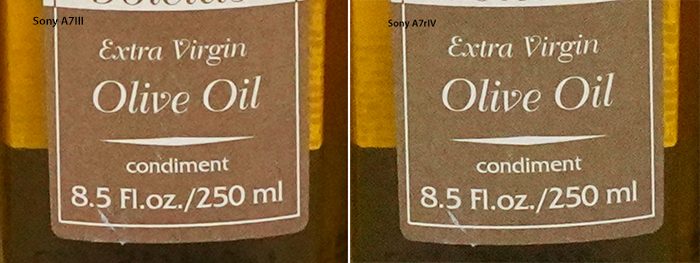 Sony A7III
Extra Virgin
Olive Oil
condiment
8.5 Fl.oz./250 ml
Sony A7rIV
Extra Virgin
Olive Oil
condiment
8.5 Fl.oz./250 ml